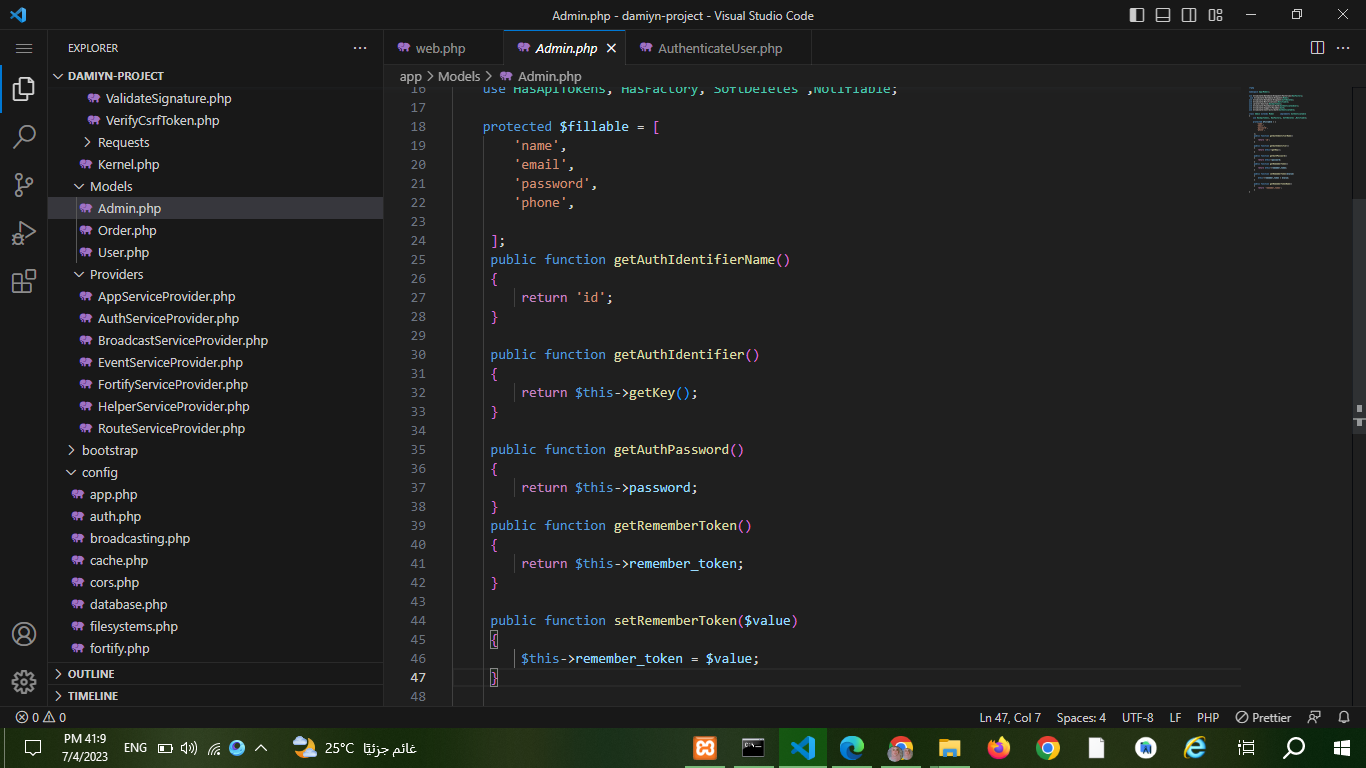 Admin.php - damiyn-project - Visual Studio Code
EXPLORER
DAMIYN-PROJECT
ValidateSignature.php
VerifyCsrfToken.php
Requests
Kernel.php
Models
Admin.php
Order.php
User.php
Providers
AppServiceProvider.php
AuthServiceProvider.php
BroadcastServiceProvider.php
EventServiceProvider.php
FortifyServiceProvider.php
HelperServiceProvider.php
RouteServiceProvider.php
bootstrap
config
app.php
auth.php
broadcasting.php
cache.php
cors.php
database.php
filesystems.php
fortify.php
OUTLINE
TIMELINE
web.php
Admin.php
AuthenticateUser.php
app > Models > Admin.php
16 use HasApiTokens, HasFactory, SoftDeletes ,Notifiable;
17
18 protected $fillable = [
19 'name',
20 'email',
21 'password',
22 'phone',
23
24 ];
25 public function getAuthIdentifierName()
26 {
27 return 'id';
28 }
29
30 public function getAuthIdentifier()
31 {
32 return $this->getKey();
33 }
34
35 public function getAuthPassword()
36 {
37 return $this->password;
38 }
39 public function getRememberToken()
40 {
41 return $this->remember_token;
42 }
43
44 public function setRememberToken($value)
45 {
46 $this->remember_token = $value;
47 }
48
0 0
Ln 47, Col 7
Spaces: 4
UTF-8
LF
PHP
Prettier
PM 41:9
7/4/2023
ENG
25°C
غائم جزئيًا